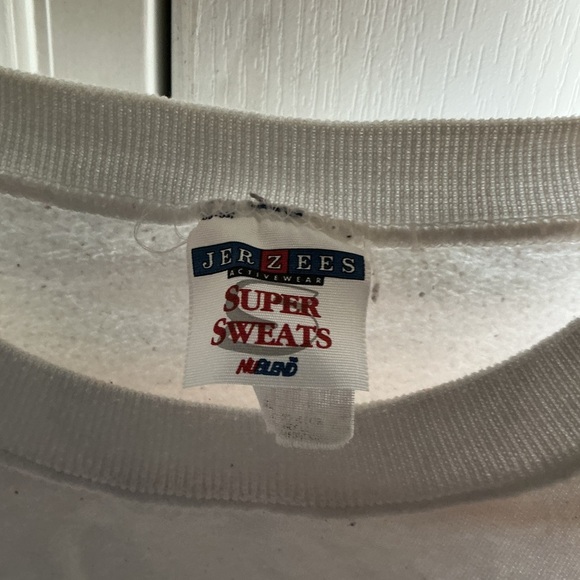 JERZEES
ACTIVEWEAR
S
SUPER
SWEATS
NUBLEND